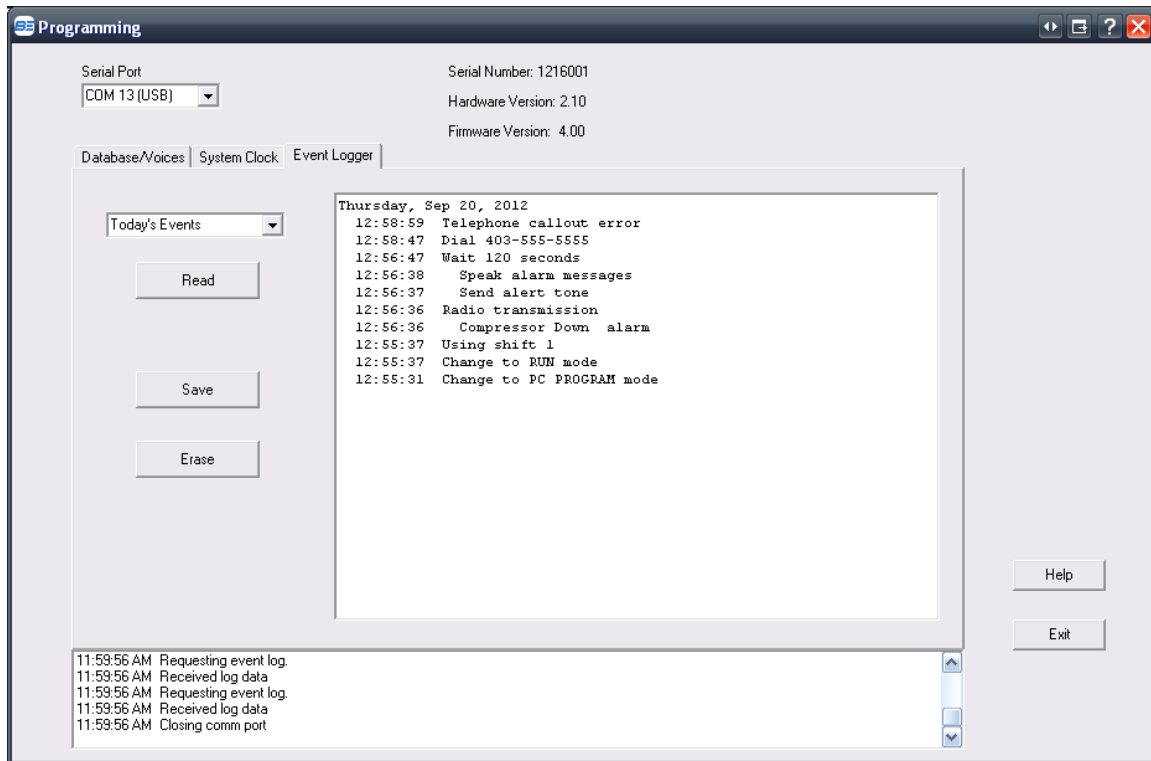 Programming
Serial Port
COM 13 (USB)
Serial Number: 1216001
Hardware Version: 2.10
Firmware Version: 4.00
Database/Voices System Clock Event Logger
Today's Events
Read
Save
Erase
Thursday, Sep 20, 2012
12:58:59 Telephone callout error
12:58:47 Dial 403-555-5555
12:56:47 Wait 120 seconds
12:56:38 Speak alarm messages
12:56:37 Send alert tone
12:56:36 Radio transmission
12:56:36 Compressor Down alarm
12:55:37 Using shift 1
12:55:37 Change to RUN mode
12:55:31 Change to PC PROGRAM mode
Help
Exit
11:59:56 AM Requesting event log.
11:59:56 AM Received log data
11:59:56 AM Requesting event log.
11:59:56 AM Received log data
11:59:56 AM Closing comm port